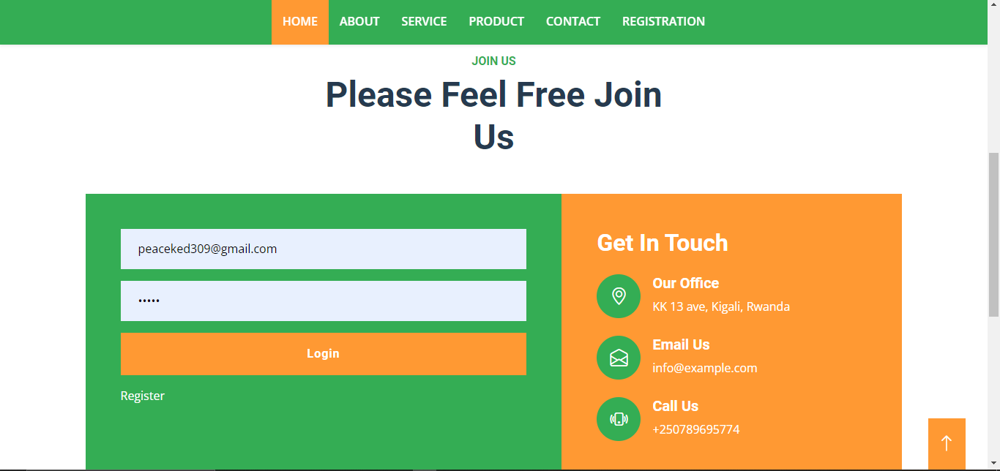 HOME ABOUT SERVICE PRODUCT CONTACT REGISTRATION
JOIN US
Please Feel Free Join
Us
peaceked309@gmail.com
•••••
Login
Register
Get In Touch
Our Office
KK 13 ave, Kigali, Rwanda
Email Us
info@example.com
Call Us
+250789695774